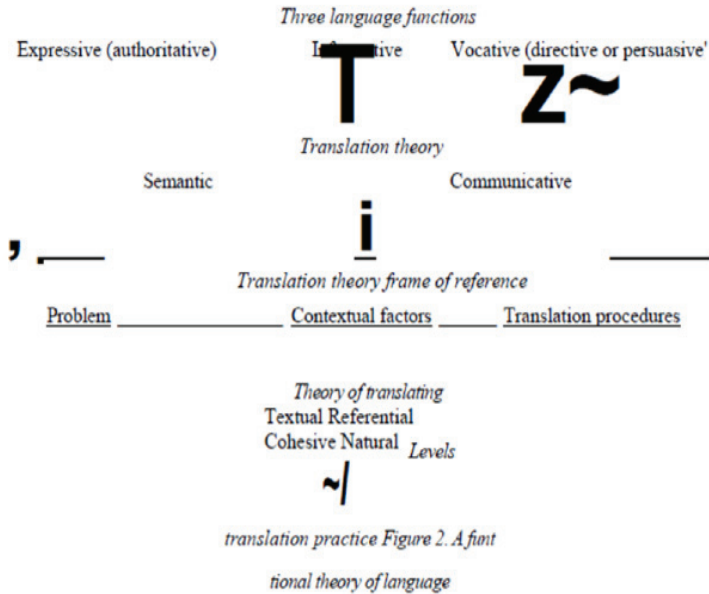 Three language functions
Expressive (authoritative) Informative Vocative (directive or persuasive'
T z~
Translation theory
Semantic Communicative
, . i
Translation theory frame of reference
Problem Contextual factors Translation procedures
Theory of translating
Textual Referential
Cohesive Natural Levels
~/
translation practice Figure 2. A funt
tional theory of language